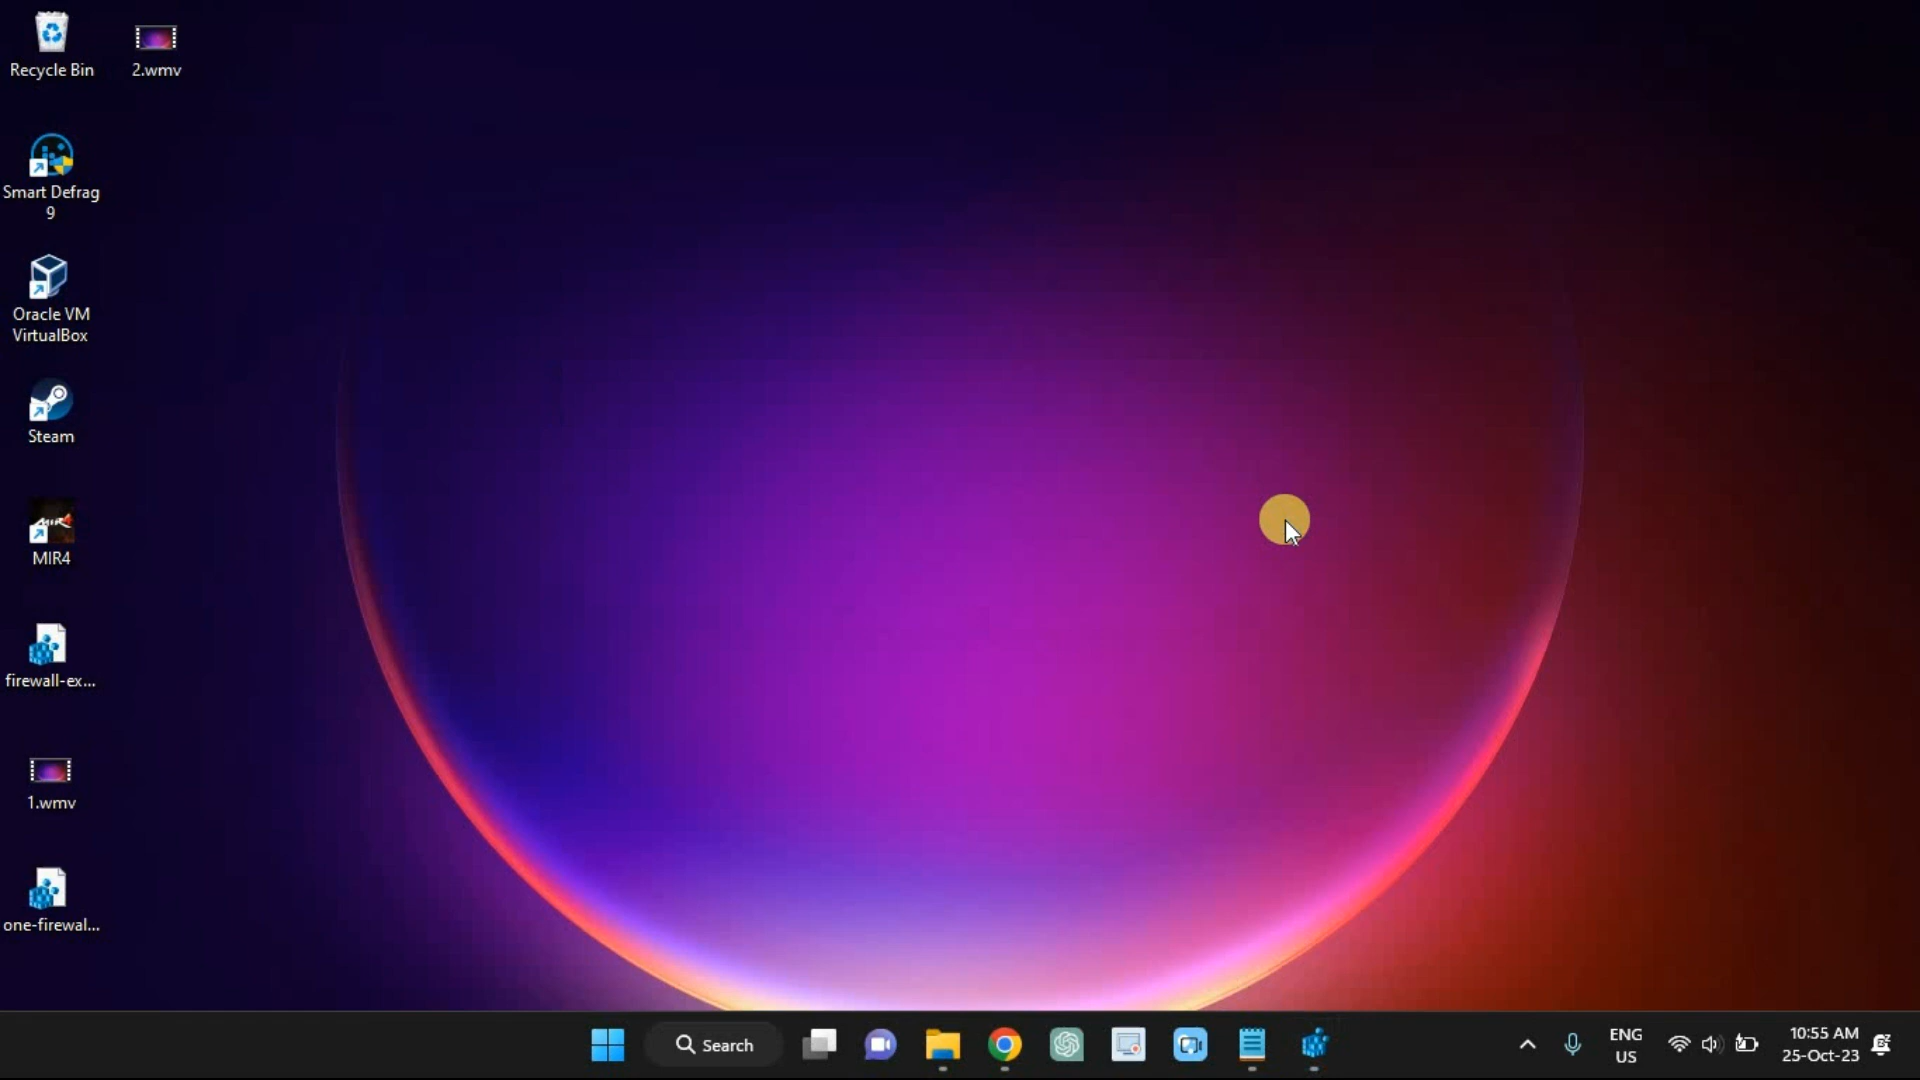 Recycle Bin
2.wmv
Smart Defrag
9
Oracle VM
VirtualBox
Steam
MIR4
firewall-ex...
1.wmv
one-firewal...
Search
ENG
US
10:55 AM
25-Oct-23